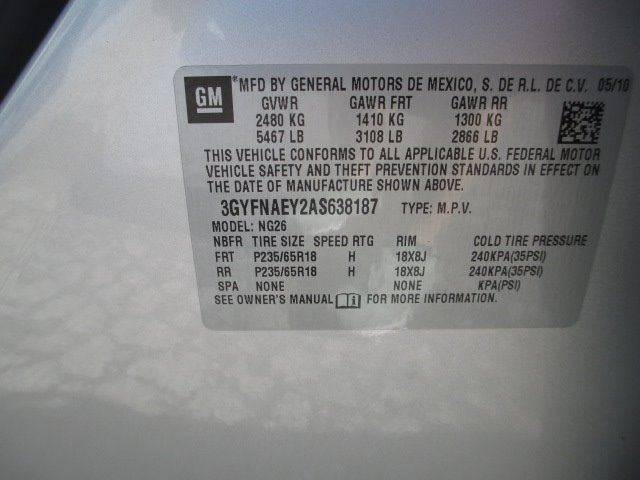 GM
*MFD BY GENERAL MOTORS DE MEXICO, S. DE R.L. DE C.V. 05/10
GVWR GAWR FRT GAWR RR
2480 KG 1410 KG 1300 KG
5467 LB 3108 LB 2866 LB
THIS VEHICLE CONFORMS TO ALL APPLICABLE U.S. FEDERAL MOTOR
VEHICLE SAFETY AND THEFT PREVENTION STANDARDS IN EFFECT ON
THE DATE OF MANUFACTURE SHOWN ABOVE.
3GYFNAEY2AS638187 TYPE: M.P.V.
MODEL: NG26
NBFR TIRE SIZE SPEED RTG RIM COLD TIRE PRESSURE
FRT P235/65R18 H 18X8J 240KPA(35PSI)
RR P235/65R18 H 18X8J 240KPA(35PSI)
SPA NONE NONE KPA(PSI)
SEE OWNER'S MANUAL FOR MORE INFORMATION.